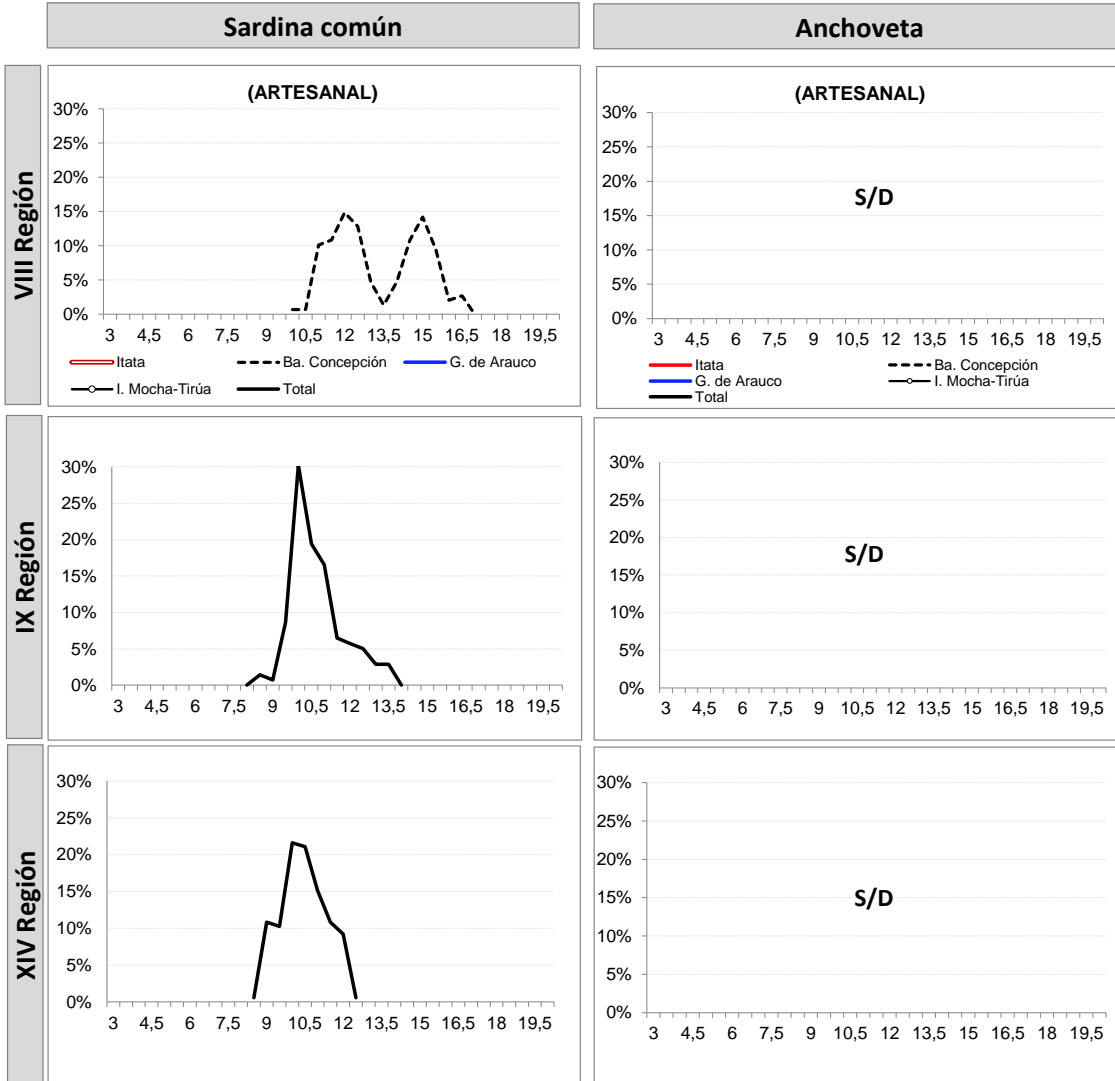 Sardina común
Anchoveta
VIII Región
(ARTESANAL)
30%
25%
20%
15%
10%
5%
0%
3 4,5 6 7,5 9 10,5 12 13,5 15 16,5 18 19,5
Itata Ba. Concepción G. de Arauco
I. Mocha-Tirúa Total
(ARTESANAL)
30%
25%
20%
S/D
15%
10%
5%
0%
3 4,5 6 7,5 9 10,5 12 13,5 15 16,5 18 19,5
Itata Ba. Concepción
G. de Arauco I. Mocha-Tirúa
Total
IX Región
30%
25%
20%
15%
10%
5%
0%
3 4,5 6 7,5 9 10,5 12 13,5 15 16,5 18 19,5
30%
25%
20%
S/D
15%
10%
5%
0%
3 4,5 6 7,5 9 10,5 12 13,5 15 16,5 18 19,5
XIV Región
30%
25%
20%
15%
10%
5%
0%
3 4,5 6 7,5 9 10,5 12 13,5 15 16,5 18 19,5
30%
25%
20%
15%
S/D
10%
5%
0%
3 4,5 6 7,5 9 10,5 12 13,5 15 16,5 18 19,5